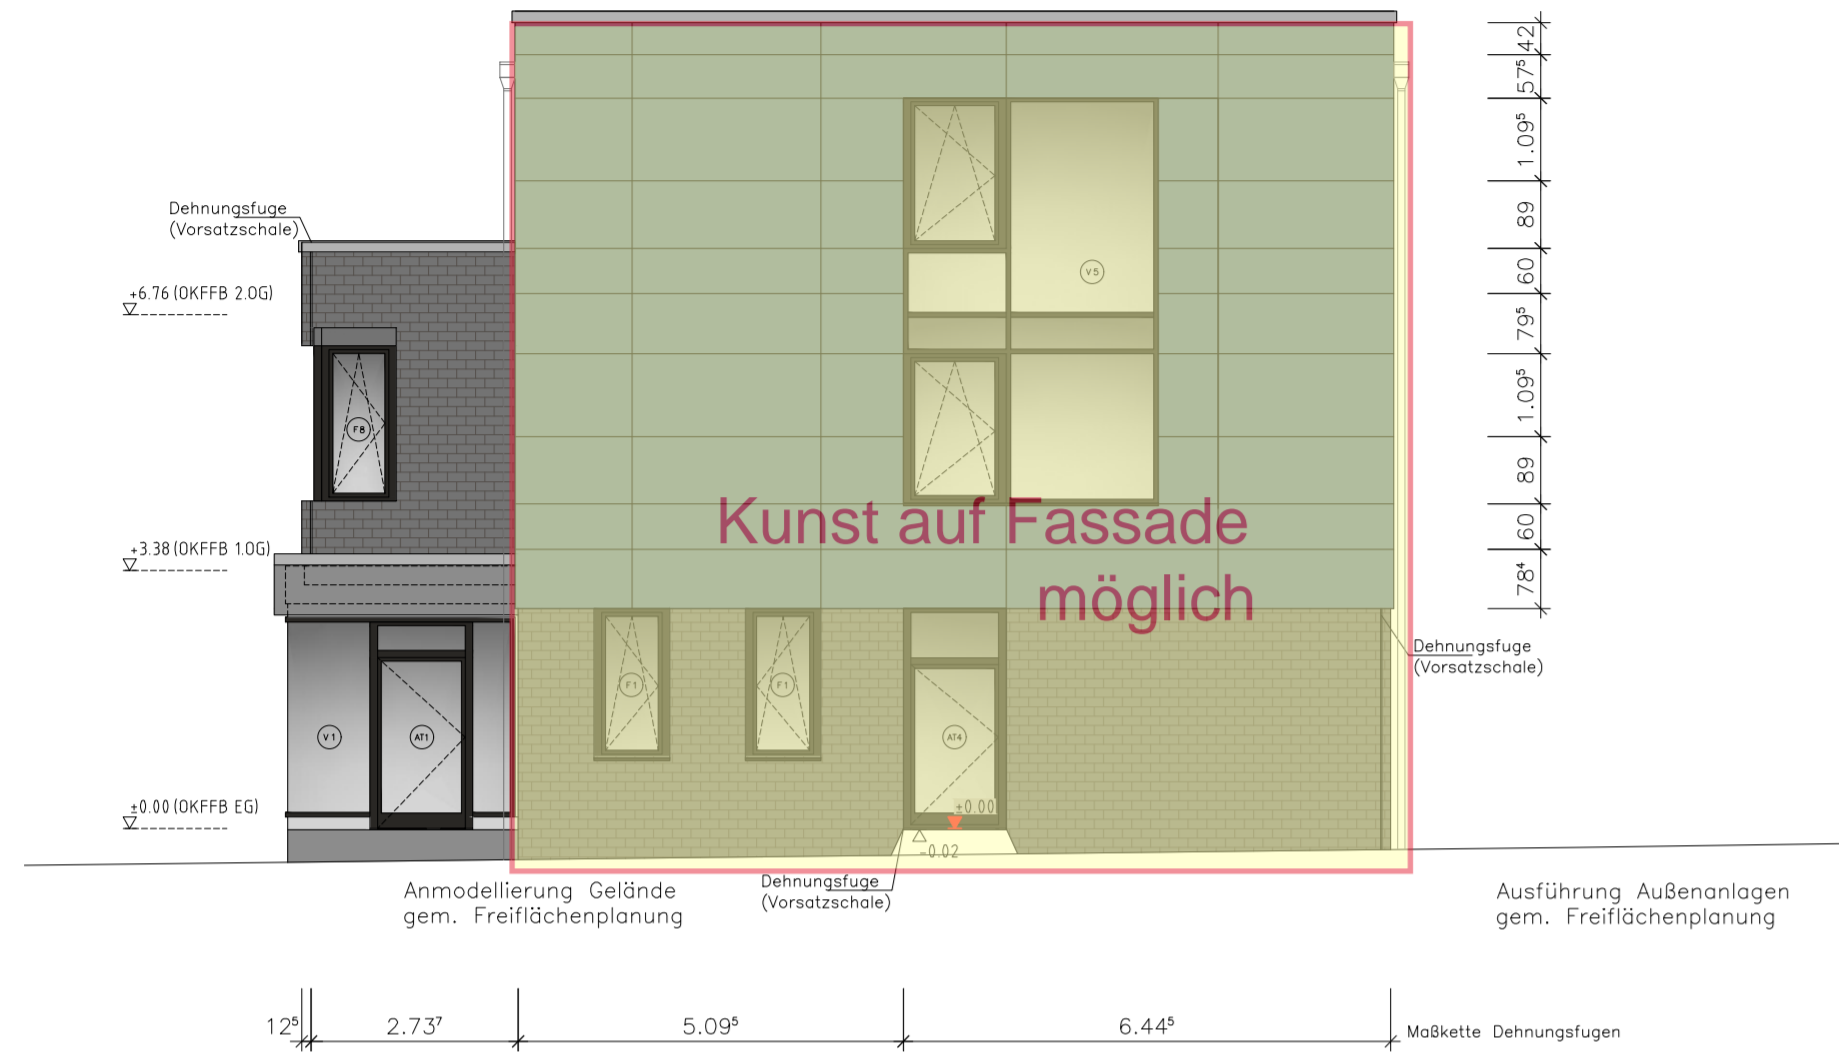 42
57⁵
1.09⁵
89
60
79⁵
1.09⁵
89
60
78⁴
Dehnungsfuge
(Vorsatzschale)
+6.76 (OKFFB 2.OG)
V5
F8
Kunst auf Fassade
möglich
+3.38 (OKFFB 1.OG)
Dehnungsfuge
(Vorsatzschale)
F1
F1
V1
AT1
AT4
±0.00 (OKFFB EG)
±0.00
-0.02
Anmodellierung Gelände
gem. Freiflächenplanung
Dehnungsfuge
(Vorsatzschale)
Ausführung Außenanlagen
gem. Freiflächenplanung
12⁵
2.73⁷
5.09⁵
6.44⁵
Maßkette Dehnungsfugen